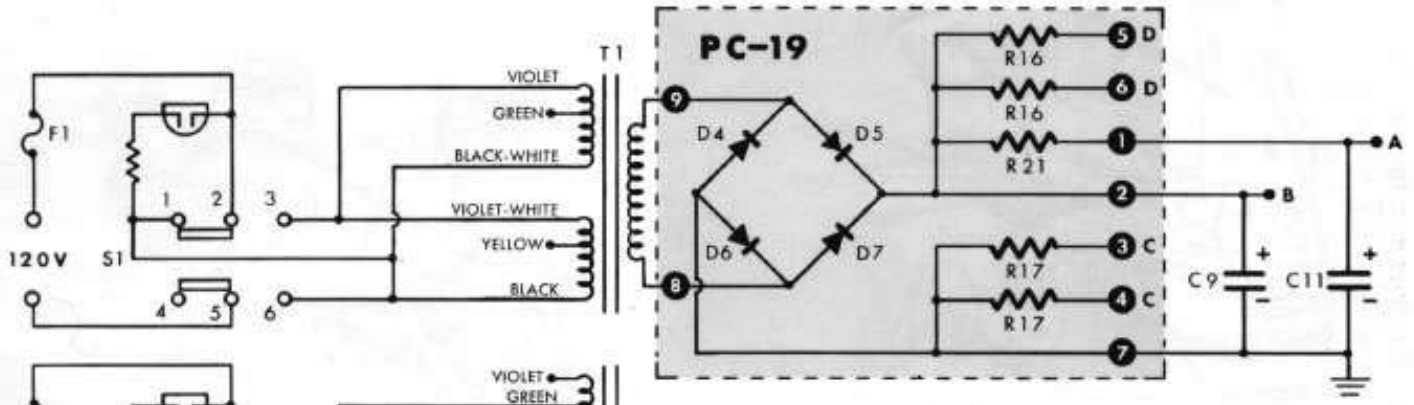 PC-19
T1
VIOLET
GREEN
BLACK-WHITE
VIOLET-WHITE
YELLOW
BLACK
F1
120V
S1
1 2 3
4 5 6
9
8
D4 D5
D6 D7
R16
R16
R21
R17
R17
5 D
6 D
1
2
3 C
4 C
7
A
B
C9 + -
C11 + -
VIOLET
GREEN